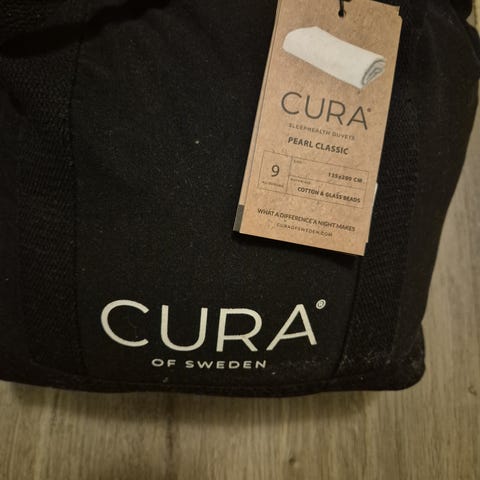 CURA®
SLEEPHEALTH DUVETS
PEARL CLASSIC
9
135x200 CM
COTTON & GLASS BEADS
WHAT A DIFFERENCE A NIGHT MAKES
CURAOFSWEDEN.COM
CURA®
OF SWEDEN